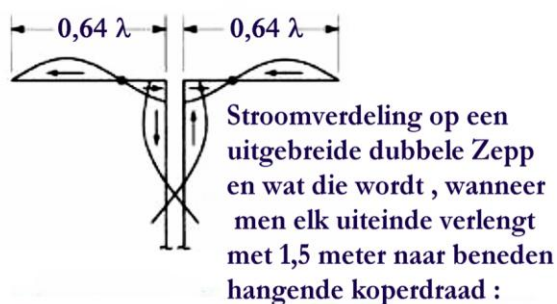 0,64 λ 0,64 λ
Stroomverdeling op een
uitgebreide dubbele Zepp
en wat die wordt , wanneer
men elk uiteinde verlengt
met 1,5 meter naar beneden
hangende koperdraad :